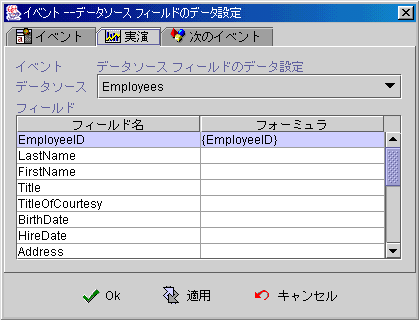 イベント --データソース フィールドのデータ設定
イベント 実演 次のイベント
イベント データソース フィールドのデータ設定
データソース Employees
フィールド
フィールド名 フォーミュラ
EmployeeID {EmployeeID}
LastName
FirstName
Title
TitleOfCourtesy
BirthDate
HireDate
Address
Ok 適用 キャンセル